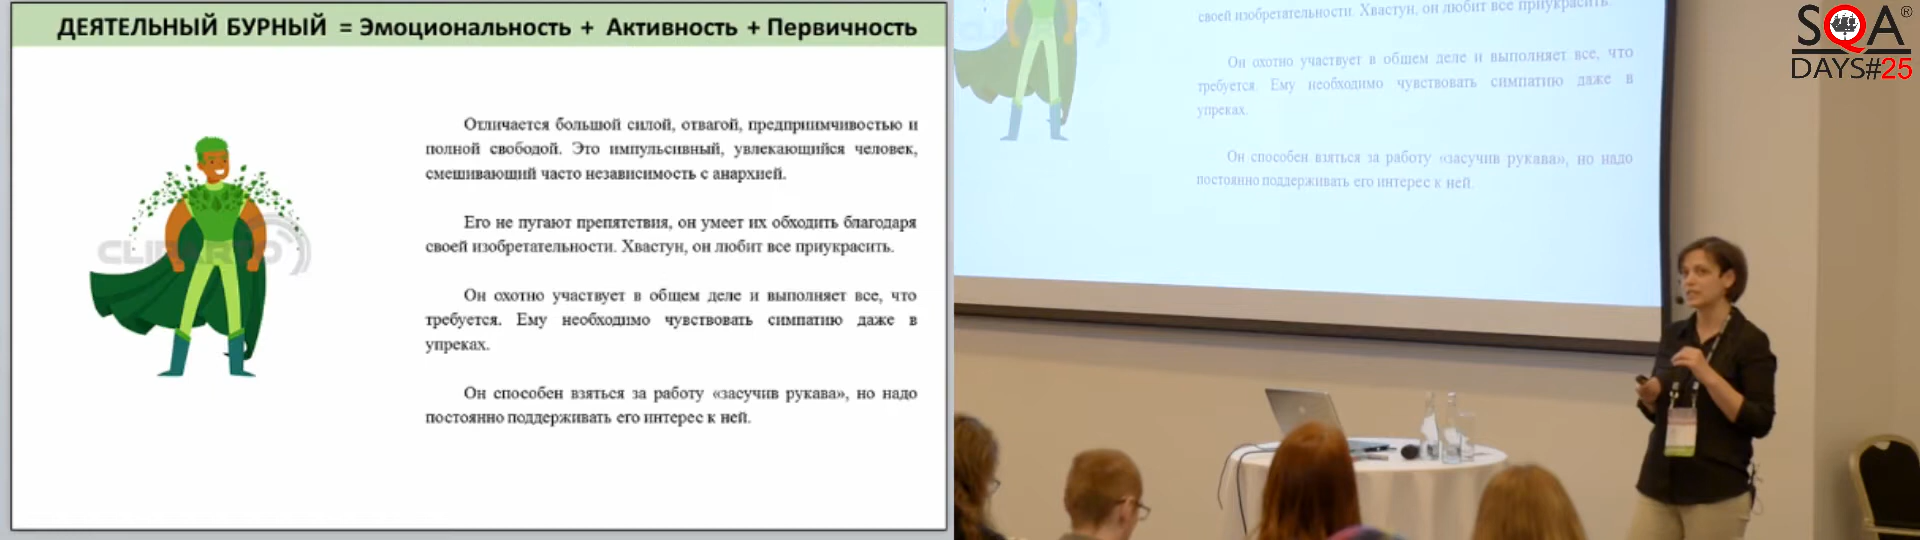 ДЕЯТЕЛЬНЫЙ БУРНЫЙ = Эмоциональность + Активность + Первичность
Отличается большой силой, отвагой, предприимчивостью и
полной свободой. Это импульсивный, увлекающийся человек,
смешивающий часто независимость с анархией.
Его не пугают препятствия, он умеет их обходить благодаря
своей изобретательности. Хвастун, он любит все приукрасить.
Он охотно участвует в общем деле и выполняет все, что
требуется. Ему необходимо чувствовать симпатию даже в
упреках.
Он способен взяться за работу «засучив рукава», но надо
постоянно поддерживать его интерес к ней.
своей изобретательности. Хвастун, он любит все приукрасить.
Он охотно участвует в общем деле и выполняет все, что
требуется. Ему необходимо чувствовать симпатию даже в
упреках.
Он способен взяться за работу «засучив рукава», но надо
постоянно поддерживать его интерес к ней.
SQA®
DAYS#25